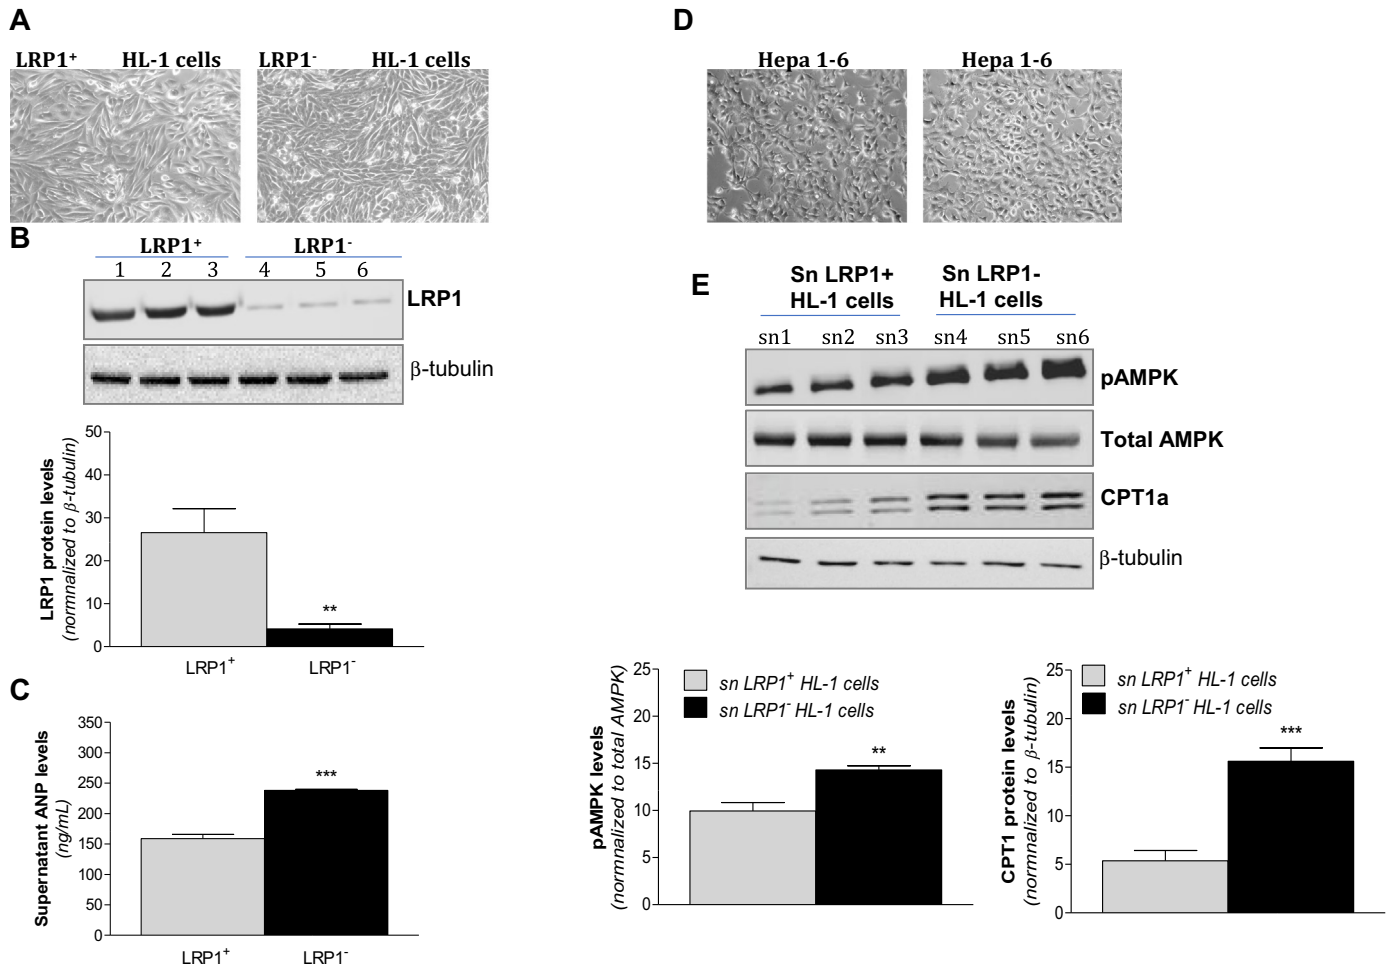 A
LRP1⁺ HL-1 cells LRP1⁻ HL-1 cells
B
LRP1⁺ LRP1⁻
1 2 3 4 5 6
LRP1
β-tubulin
LRP1 protein levels
(normnalized to β-tubulin)
50
40
30
20
10
0
**
LRP1⁺ LRP1⁻
C
Supernatant ANP levels
(ng/mL)
350
300
250
200
150
100
50
0
***
LRP1⁺ LRP1⁻
D
Hepa 1-6 Hepa 1-6
E
Sn LRP1+
HL-1 cells
Sn LRP1-
HL-1 cells
sn1 sn2 sn3 sn4 sn5 sn6
pAMPK
Total AMPK
CPT1a
β-tubulin
pAMPK levels
(normnalized to total AMPK)
25
20
15
10
5
0
sn LRP1⁺ HL-1 cells
sn LRP1⁻ HL-1 cells
**
CPT1 protein levels
(normnalized to β-tubulin)
25
20
15
10
5
0
sn LRP1⁺ HL-1 cells
sn LRP1⁻ HL-1 cells
***